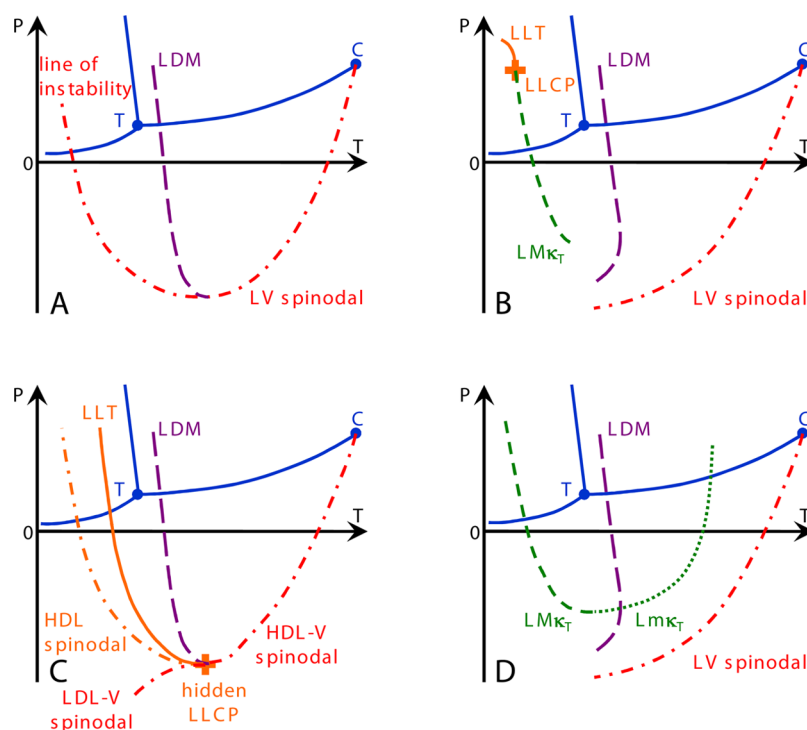 P
line of
instability
LDM
C
T
T
0
A
LV spinodal
P
LLT
LLCP
LDM
C
T
T
0
LMκT
B
LV spinodal
P
LLT
LDM
C
T
T
0
HDL
spinodal
HDL-V
spinodal
C
LDL-V
spinodal
hidden
LLCP
P
LDM
C
T
T
0
LMκT
LmκT
D
LV spinodal